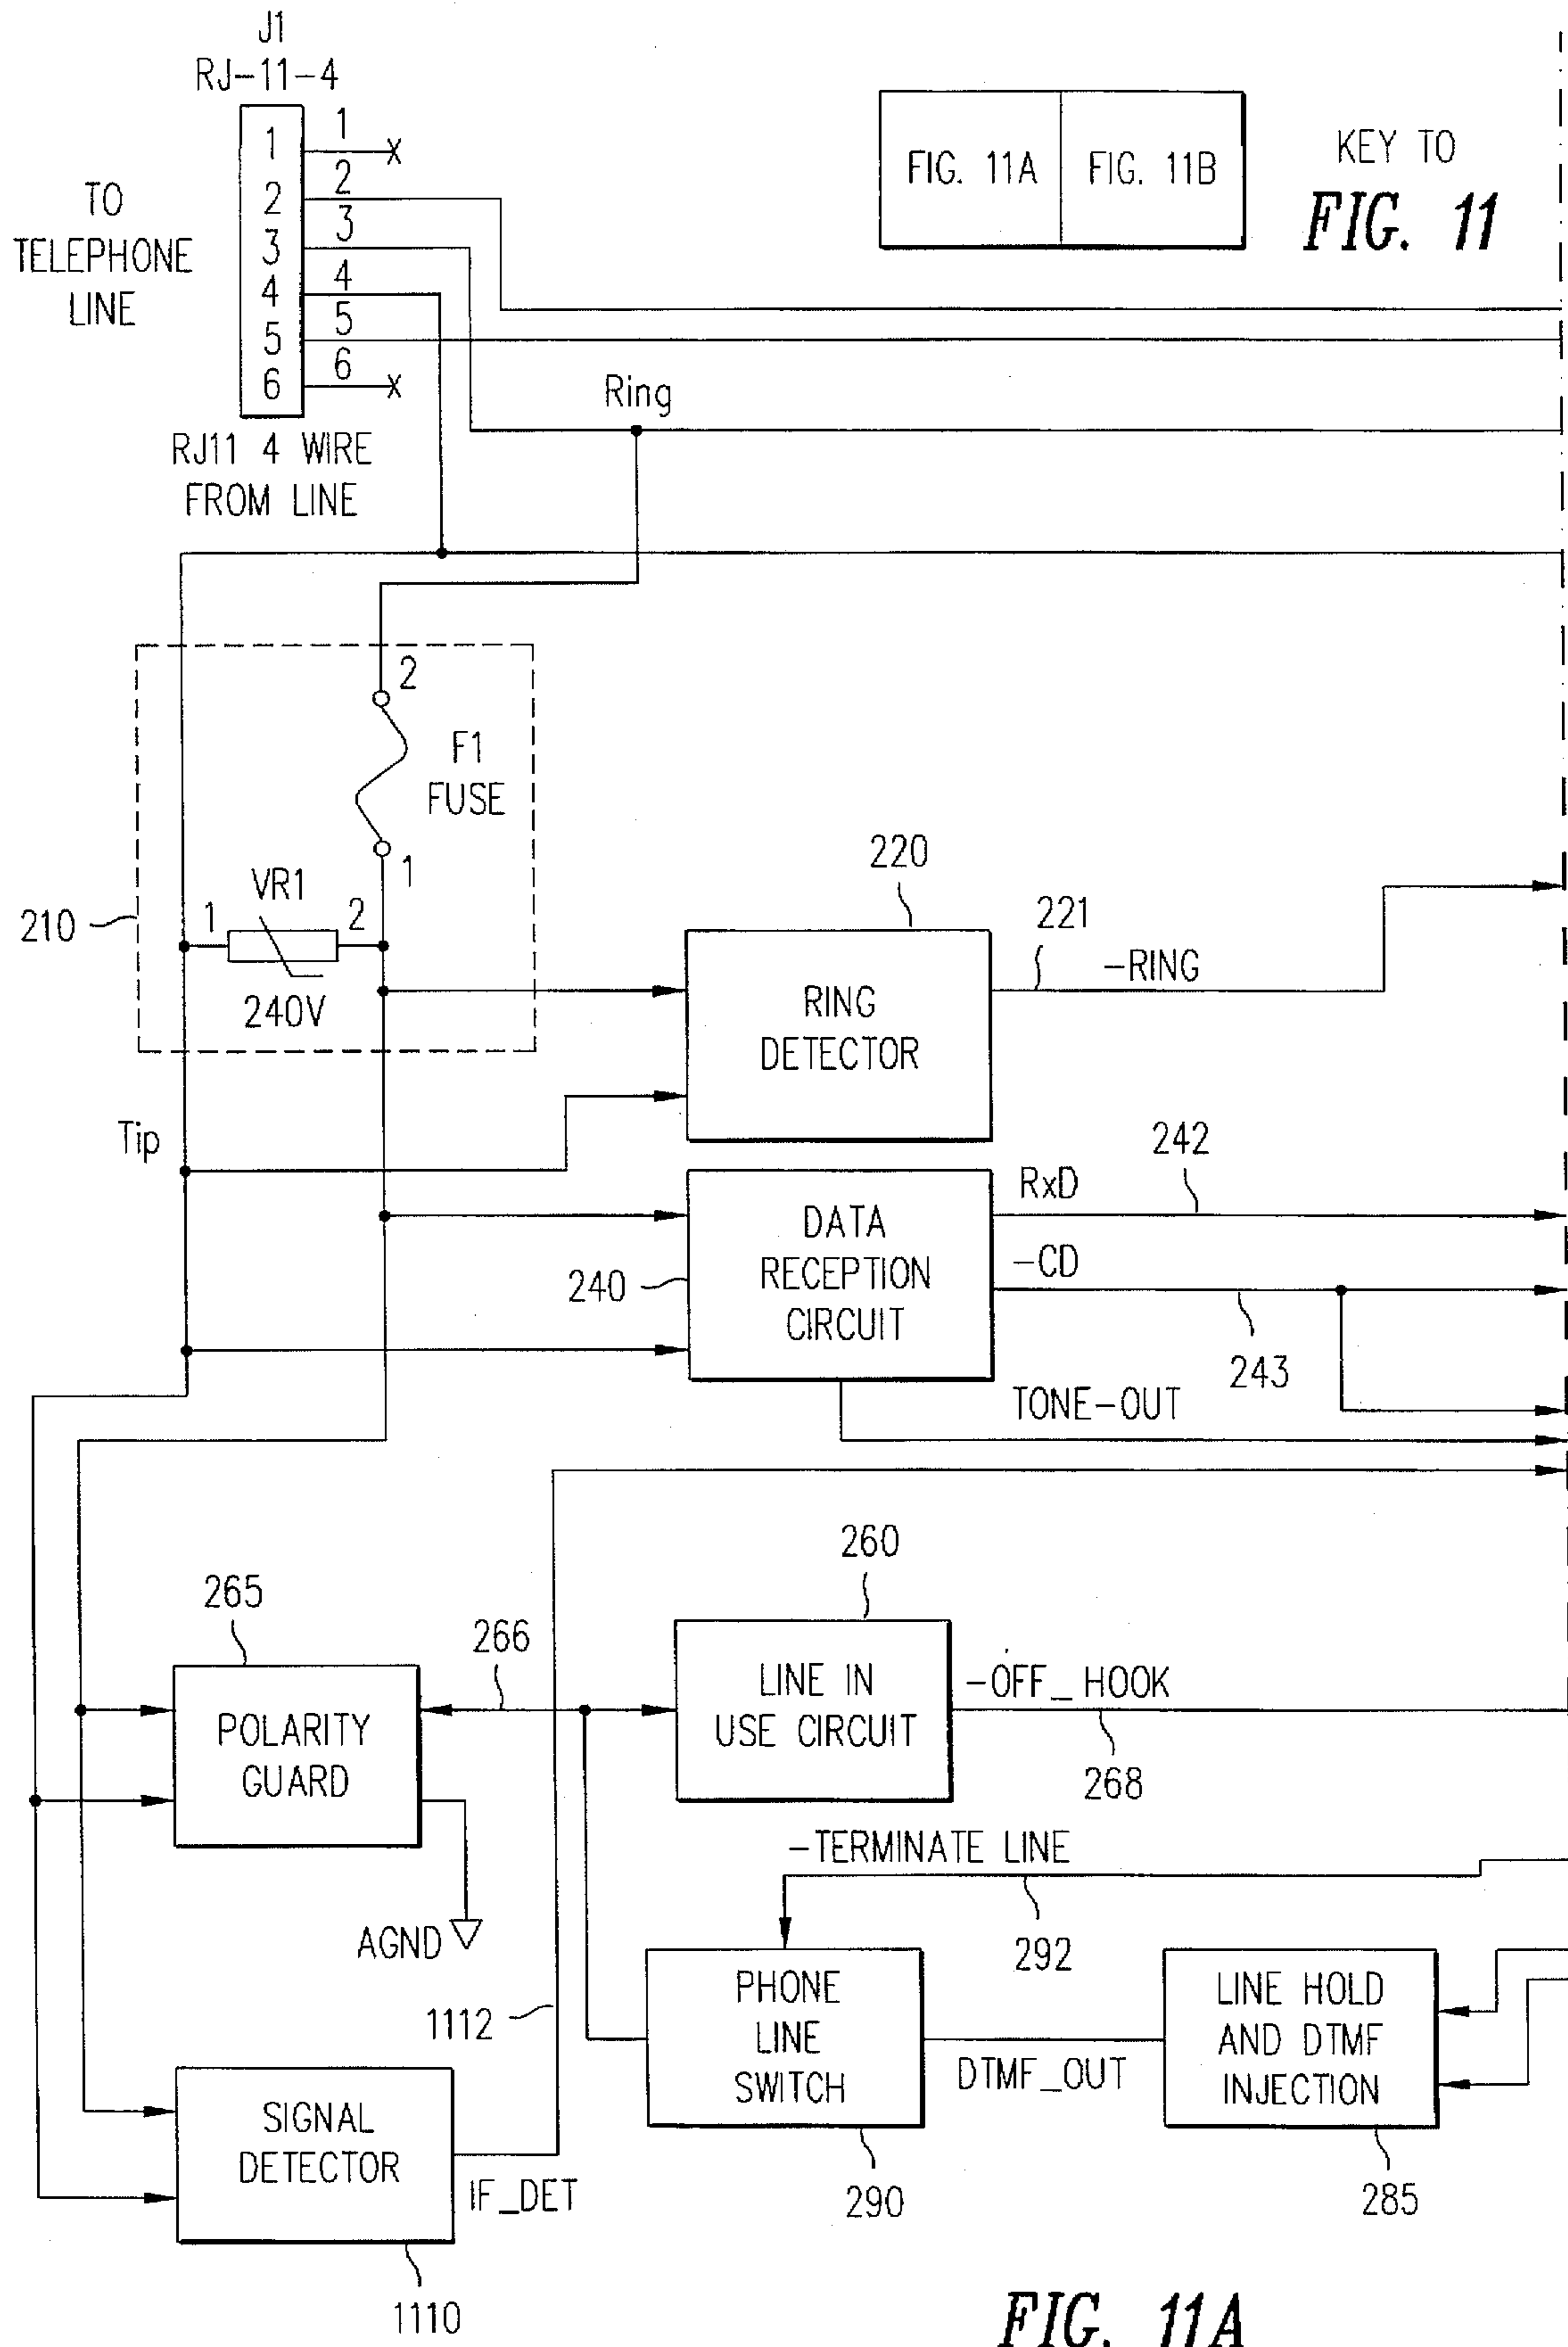 J1
RJ-11-4
1 1
2 2
3 3
4 4
5 5
6 6
TO
TELEPHONE
LINE
RJ11 4 WIRE
FROM LINE
FIG. 11A FIG. 11B
KEY TO
FIG. 11
Ring
2
F1
FUSE
1
VR1
1 2
240V
210
220
RING
DETECTOR
221
-RING
Tip
240
DATA
RECEPTION
CIRCUIT
RxD
242
-CD
243
TONE-OUT
265
POLARITY
GUARD
266
AGND
260
LINE IN
USE CIRCUIT
-OFF_HOOK
268
-TERMINATE LINE
292
PHONE
LINE
SWITCH
290
DTMF_OUT
LINE HOLD
AND DTMF
INJECTION
285
1112
SIGNAL
DETECTOR
IF_DET
1110
FIG. 11A